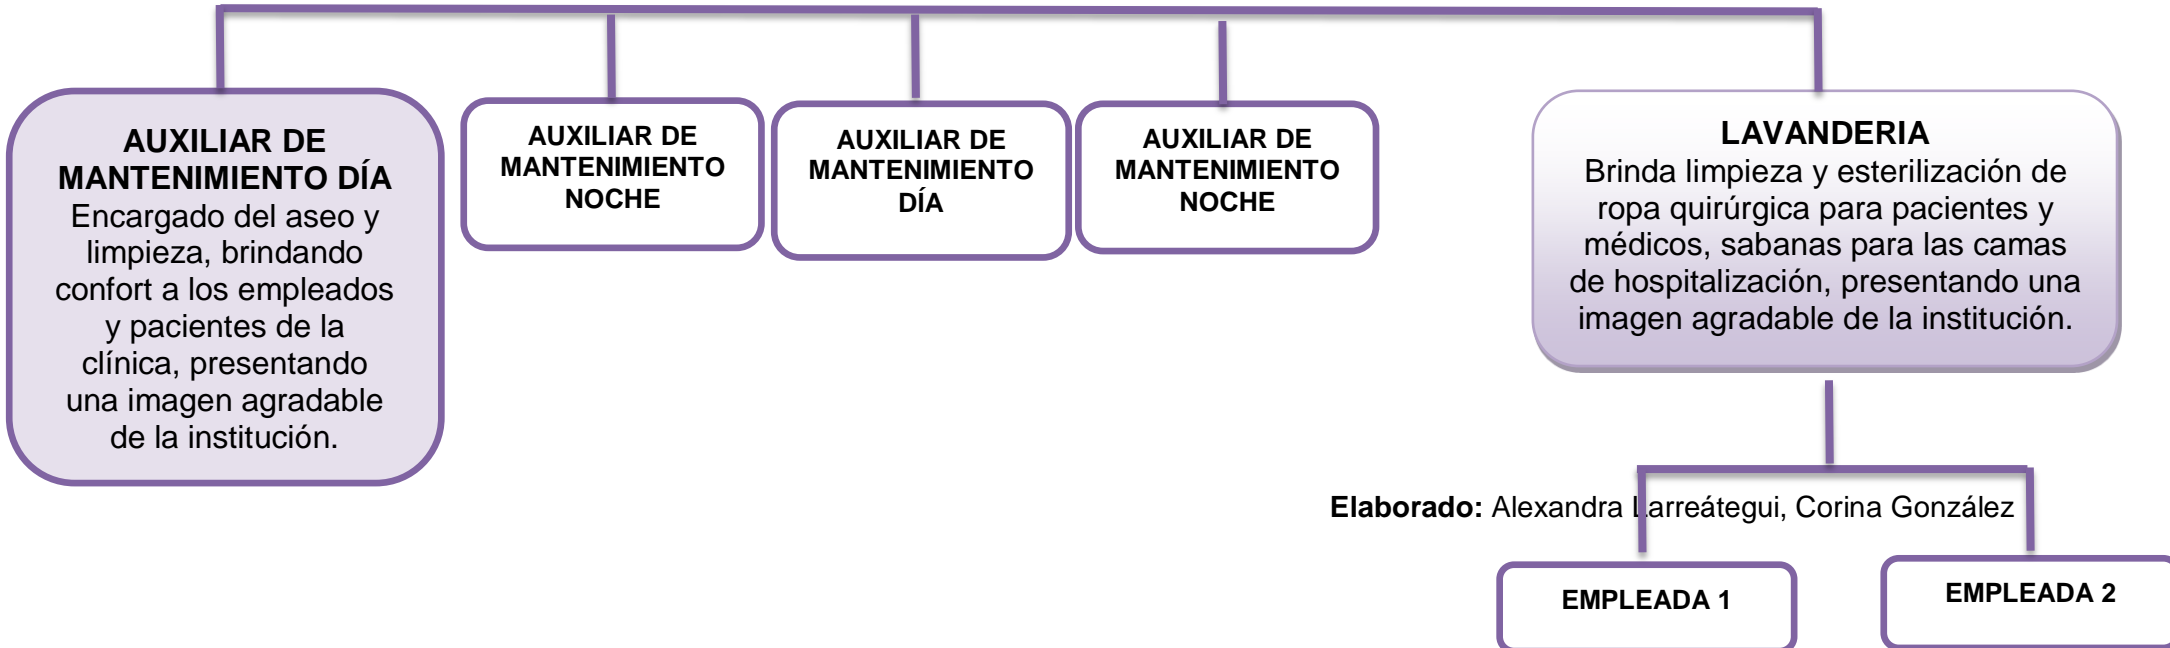 AUXILIAR DE
MANTENIMIENTO DÍA
Encargado del aseo y
limpieza, brindando
confort a los empleados
y pacientes de la
clínica, presentando
una imagen agradable
de la institución.
AUXILIAR DE
MANTENIMIENTO
NOCHE
AUXILIAR DE
MANTENIMIENTO
DÍA
AUXILIAR DE
MANTENIMIENTO
NOCHE
LAVANDERIA
Brinda limpieza y esterilización de
ropa quirúrgica para pacientes y
médicos, sabanas para las camas
de hospitalización, presentando una
imagen agradable de la institución.
Elaborado: Alexandra Larreátegui, Corina González
EMPLEADA 1
EMPLEADA 2